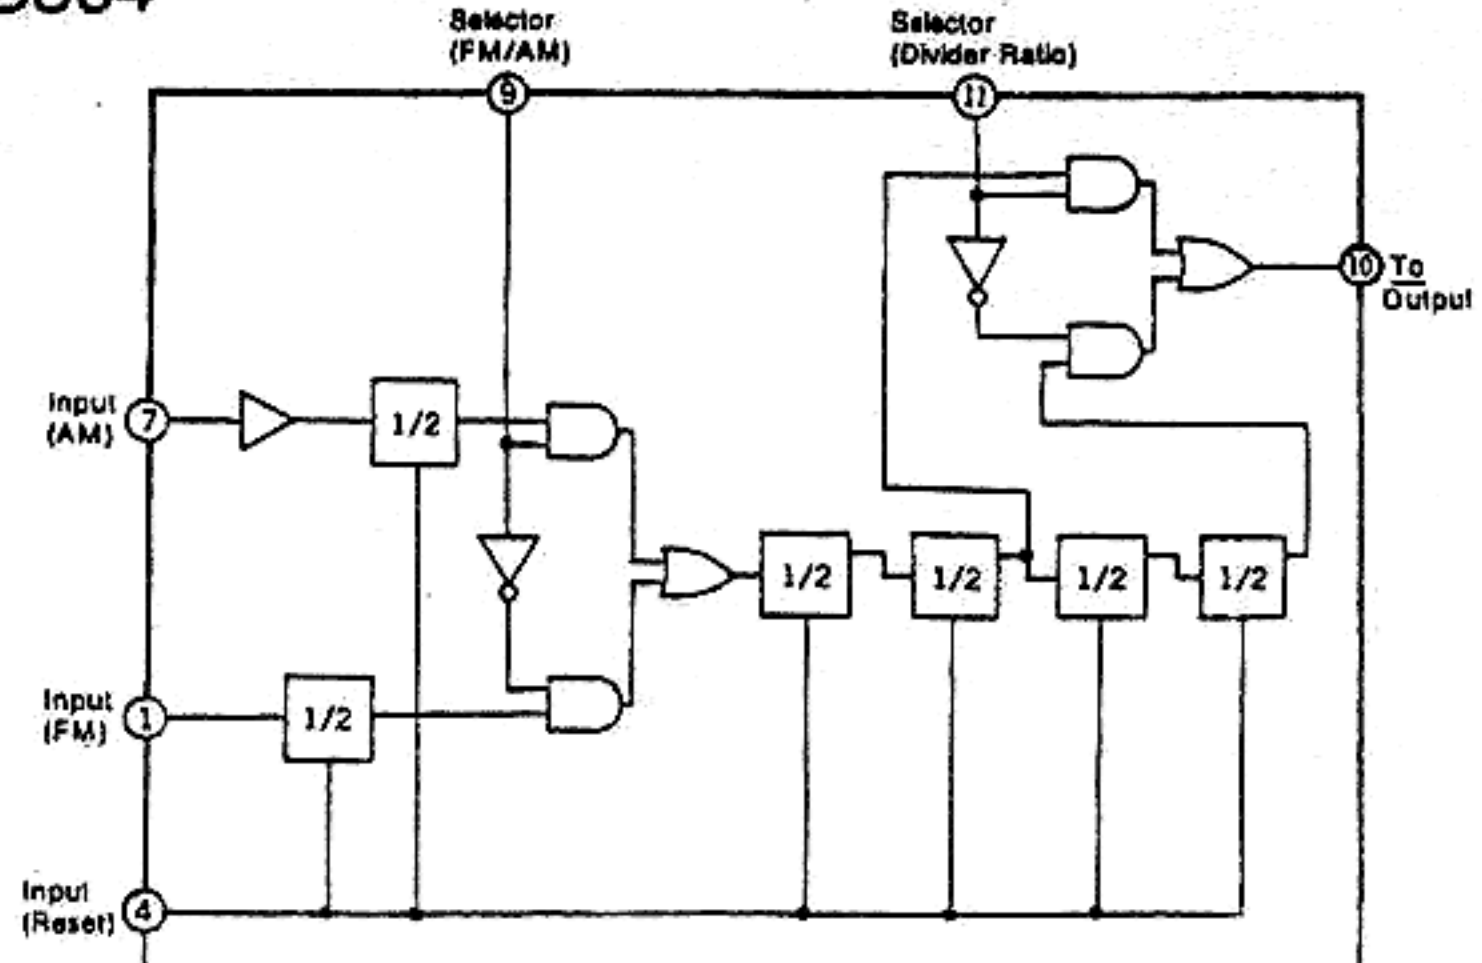 Selector
(FM/AM)
Selector
(Divider Ratio)
9
11
10
To
Output
Input
(AM)
7
1/2
1/2
1/2
1/2
1/2
Input
(FM)
1
1/2
Input
(Reset)
4